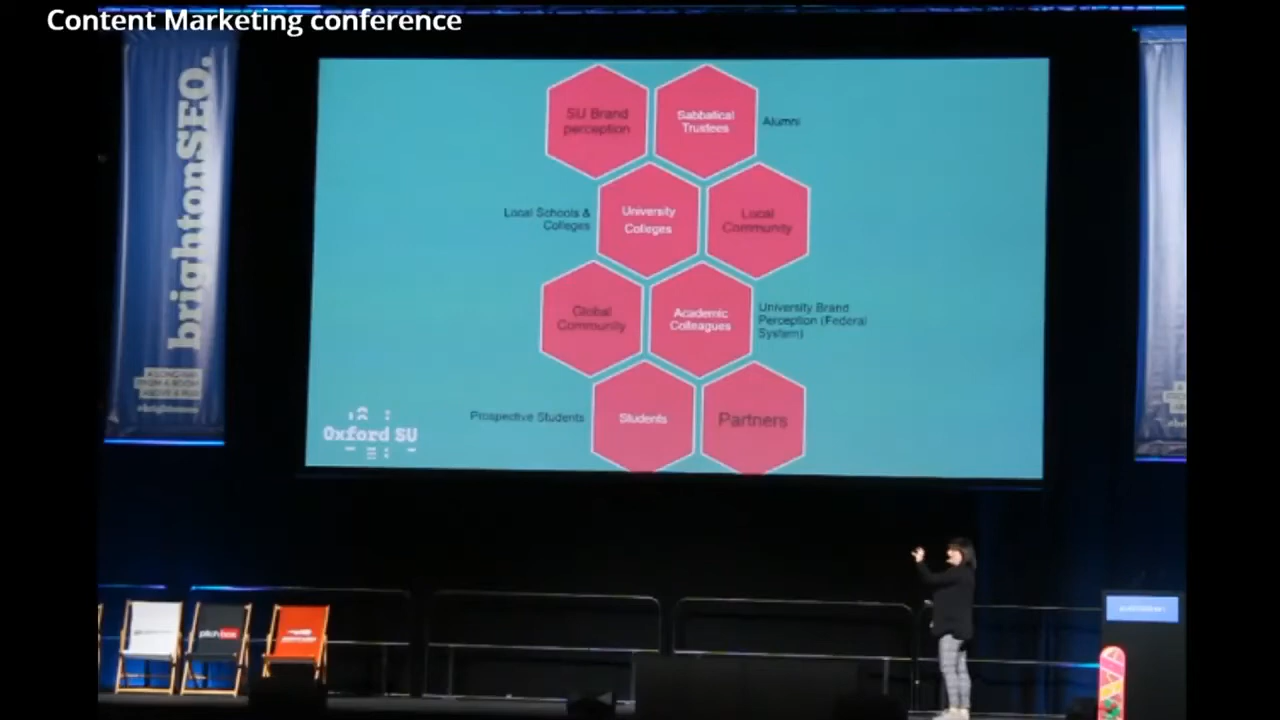 Content Marketing conference
brightonSEO.
SU Brand
perception
Sabbatical
Trustees
Alumni
Local Schools &
Colleges
University
Colleges
Local
Community
Global
Community
Academic
Colleagues
University Brand
Perception (Federal
System)
Prospective Students
Students
Partners
Oxford SU
pitchbox